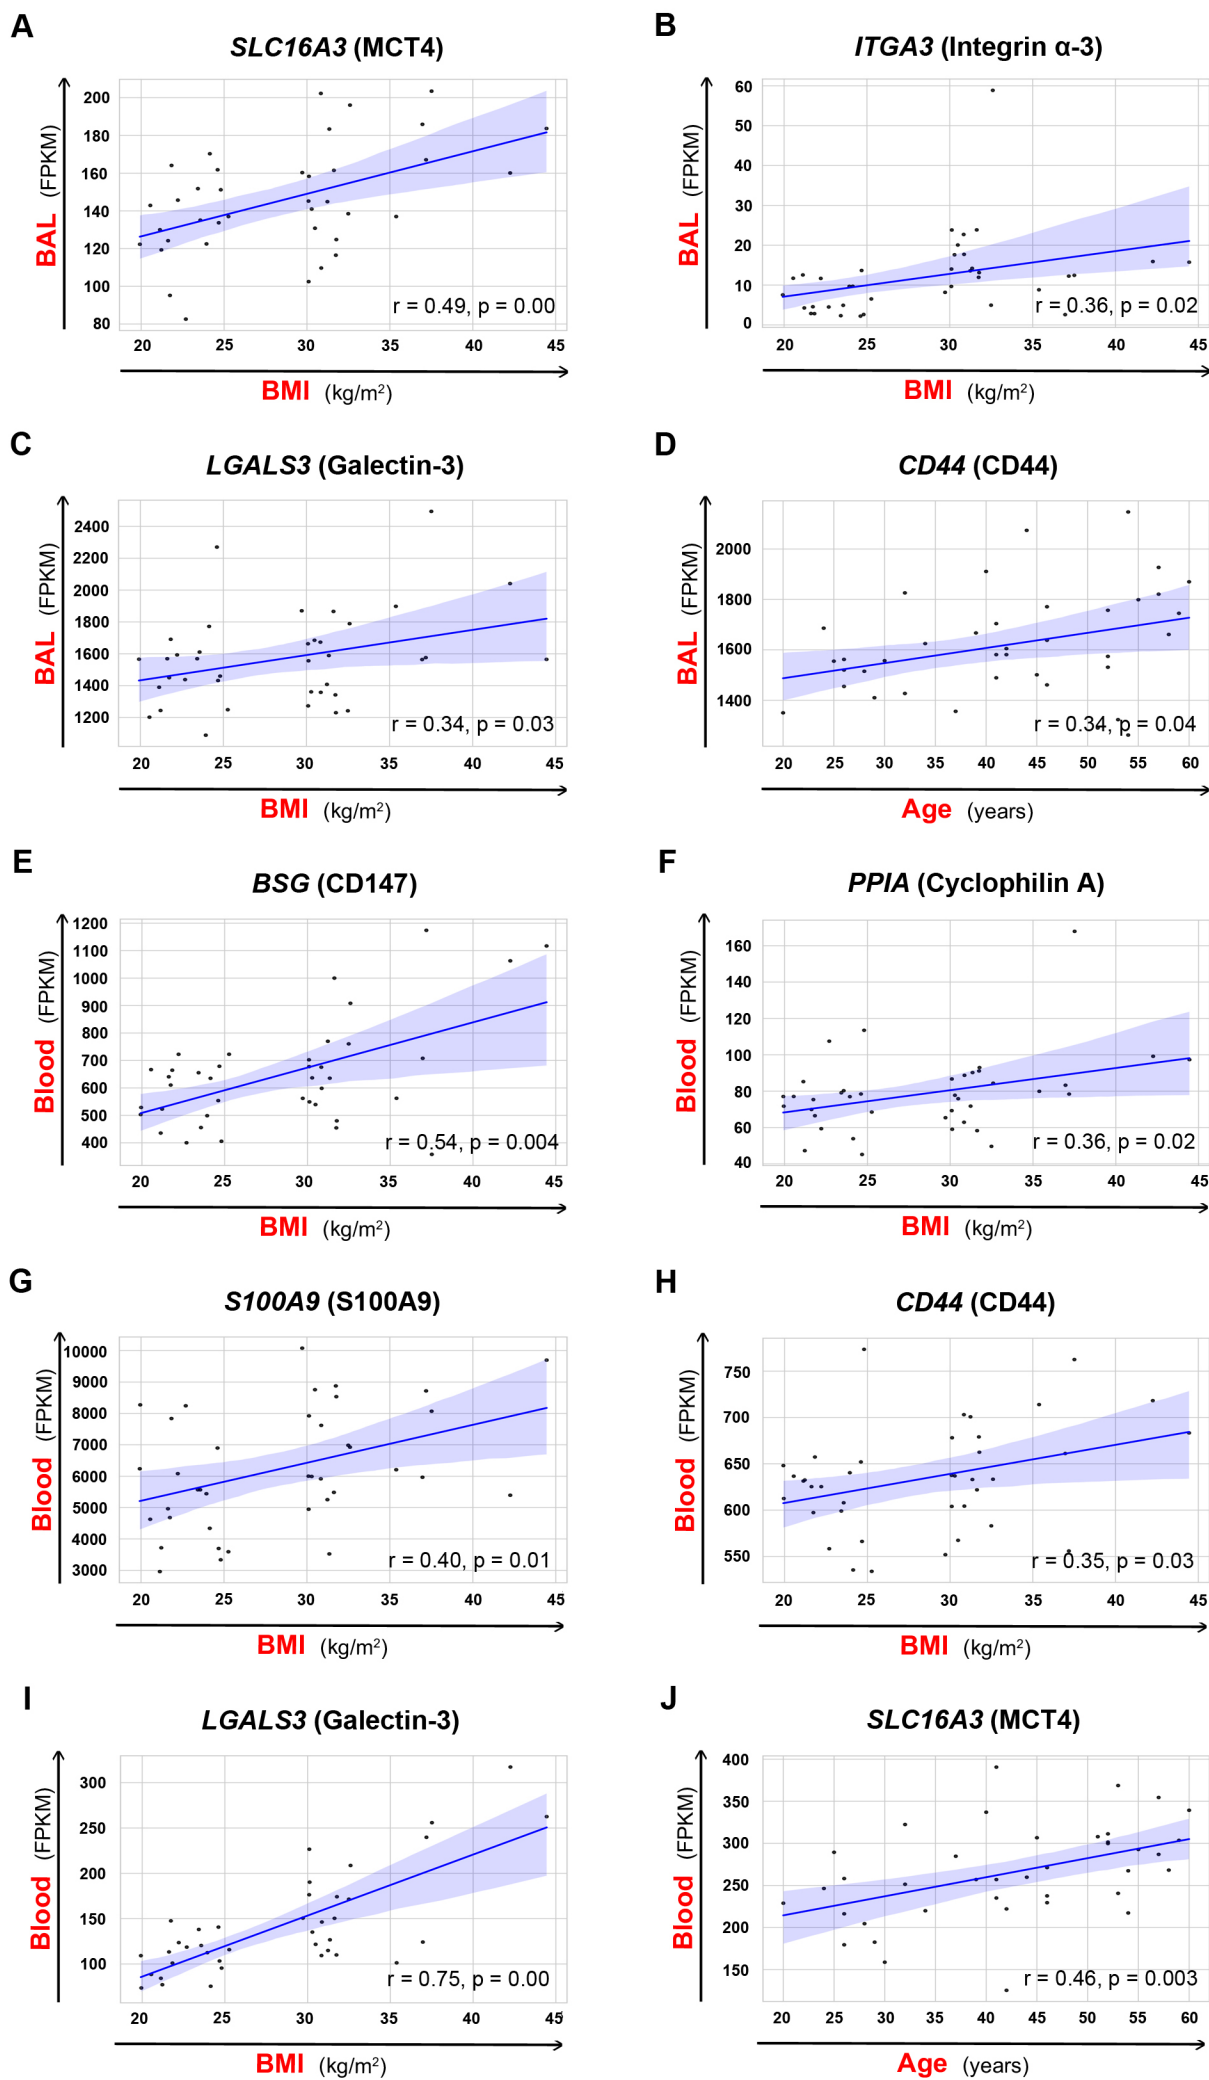 A
SLC16A3 (MCT4)
BAL (FPKM)
200
180
160
140
120
100
80
r = 0.49, p = 0.00
20 25 30 35 40 45
BMI (kg/m²)
B
ITGA3 (Integrin α-3)
BAL (FPKM)
60
50
40
30
20
10
0
r = 0.36, p = 0.02
20 25 30 35 40 45
BMI (kg/m²)
C
LGALS3 (Galectin-3)
BAL (FPKM)
2400
2200
2000
1800
1600
1400
1200
r = 0.34, p = 0.03
20 25 30 35 40 45
BMI (kg/m²)
D
CD44 (CD44)
BAL (FPKM)
2000
1800
1600
1400
r = 0.34, p = 0.04
20 25 30 35 40 45 50 55 60
Age (years)
E
BSG (CD147)
Blood (FPKM)
1200
1100
1000
900
800
700
600
500
400
r = 0.54, p = 0.004
20 25 30 35 40 45
BMI (kg/m²)
F
PPIA (Cyclophilin A)
Blood (FPKM)
160
140
120
100
80
60
40
r = 0.36, p = 0.02
20 25 30 35 40 45
BMI (kg/m²)
G
S100A9 (S100A9)
Blood (FPKM)
10000
9000
8000
7000
6000
5000
4000
3000
r = 0.40, p = 0.01
20 25 30 35 40 45
BMI (kg/m²)
H
CD44 (CD44)
Blood (FPKM)
750
700
650
600
550
r = 0.35, p = 0.03
20 25 30 35 40 45
BMI (kg/m²)
I
LGALS3 (Galectin-3)
Blood (FPKM)
300
250
200
150
100
r = 0.75, p = 0.00
20 25 30 35 40 45
BMI (kg/m²)
J
SLC16A3 (MCT4)
Blood (FPKM)
400
350
300
250
200
150
r = 0.46, p = 0.003
20 25 30 35 40 45 50 55 60
Age (years)